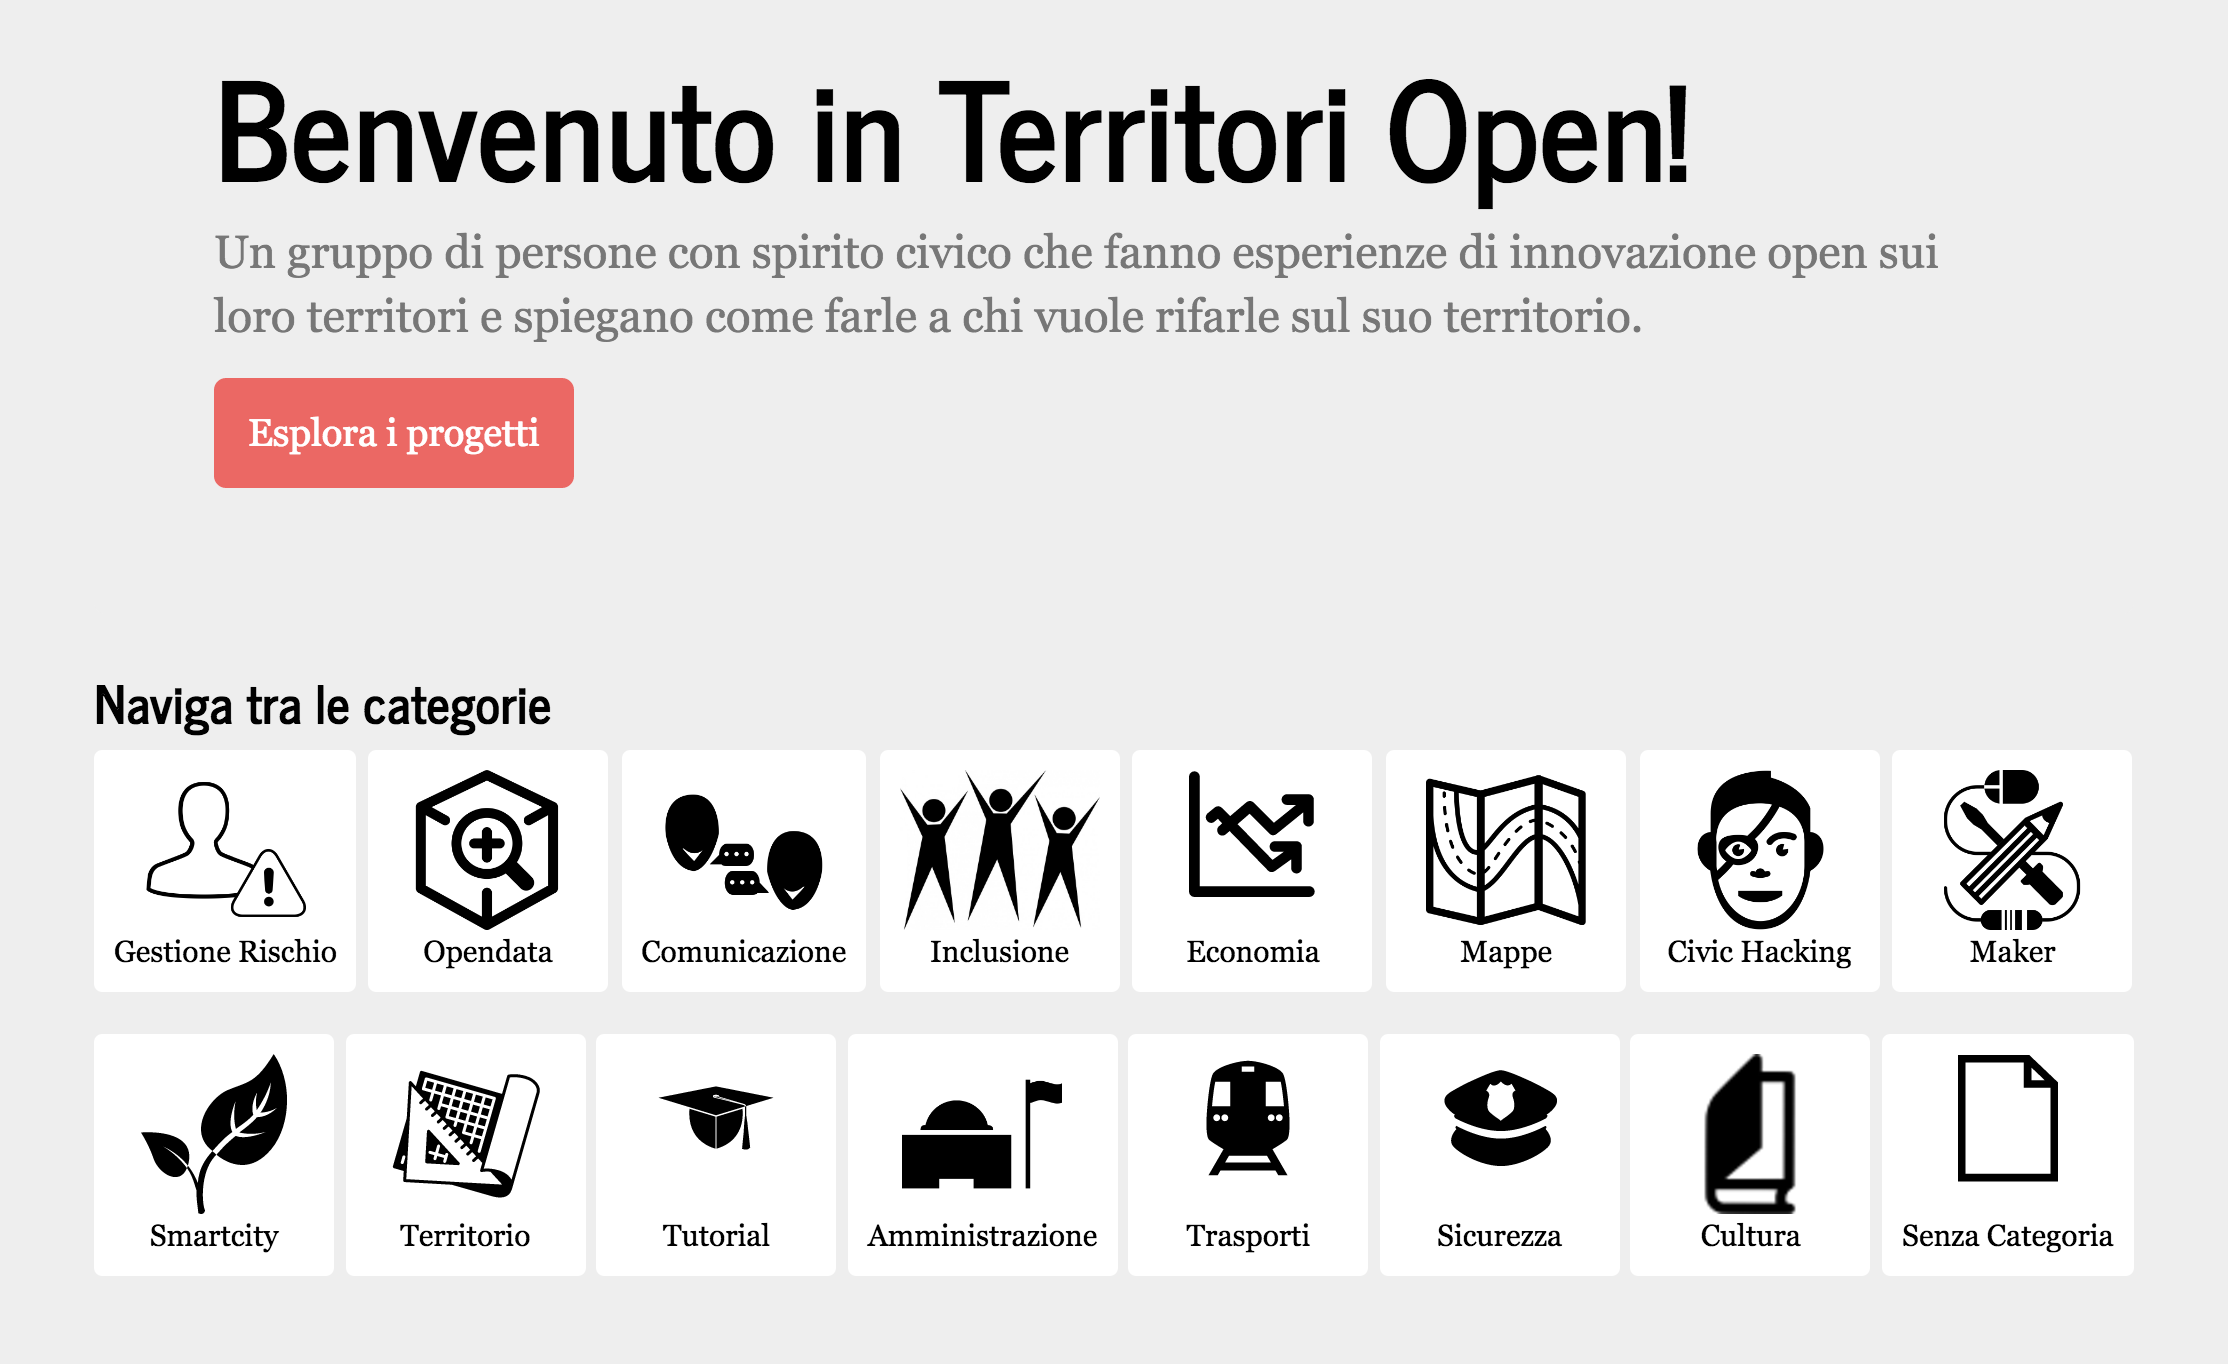 Benvenuto in Territori Open!
Un gruppo di persone con spirito civico che fanno esperienze di innovazione open sui
loro territori e spiegano come farle a chi vuole rifarle sul suo territorio.
Esplora i progetti
Naviga tra le categorie
Gestione Rischio
Opendata
Comunicazione
Inclusione
Economia
Mappe
Civic Hacking
Maker
Smartcity
Territorio
Tutorial
Amministrazione
Trasporti
Sicurezza
Cultura
Senza Categoria